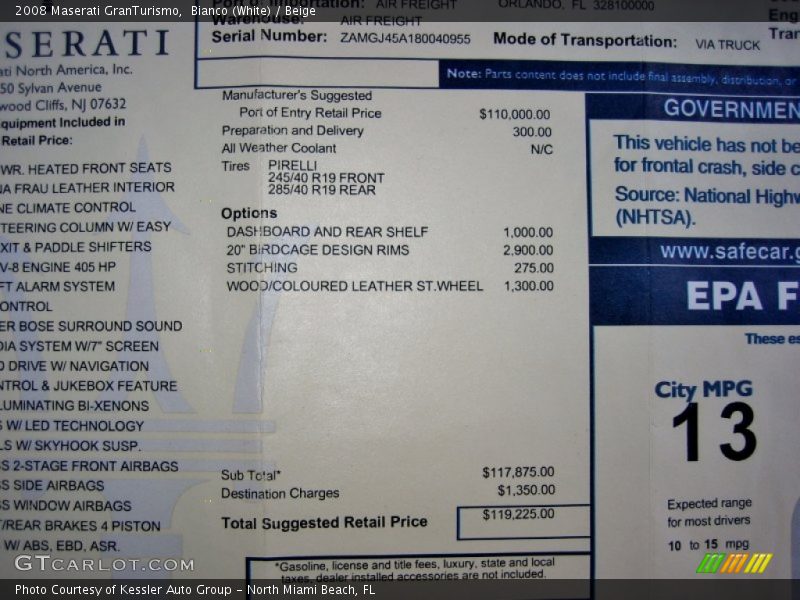 2008 Maserati GranTurismo, Bianco (White) / Beige
Port of Importation: AIR FREIGHT ORLANDO, FL 328100000
Warehouse: AIR FREIGHT
Serial Number: ZAMGJ45A180040955
Mode of Transportation: VIA TRUCK
Eng
Tran
SERATI
ati North America, Inc.
50 Sylvan Avenue
wood Cliffs, NJ 07632
quipment Included in
Retail Price:
WR. HEATED FRONT SEATS
NA FRAU LEATHER INTERIOR
NE CLIMATE CONTROL
TEERING COLUMN W/ EASY
XIT & PADDLE SHIFTERS
V-8 ENGINE 405 HP
FT ALARM SYSTEM
ONTROL
ER BOSE SURROUND SOUND
DIA SYSTEM W/7" SCREEN
D DRIVE W/ NAVIGATION
NTROL & JUKEBOX FEATURE
LUMINATING BI-XENONS
S W/ LED TECHNOLOGY
LS W/ SKYHOOK SUSP.
GS 2-STAGE FRONT AIRBAGS
GS SIDE AIRBAGS
GS WINDOW AIRBAGS
T/REAR BRAKES 4 PISTON
W/ ABS, EBD, ASR.
Note: Parts content does not include final assembly, distribution, or
Manufacturer's Suggested
Port of Entry Retail Price $110,000.00
Preparation and Delivery 300.00
All Weather Coolant N/C
Tires PIRELLI
245/40 R19 FRONT
285/40 R19 REAR
Options
DASHBOARD AND REAR SHELF 1,000.00
20" BIRDCAGE DESIGN RIMS 2,900.00
STITCHING 275.00
WOOD/COLOURED LEATHER ST.WHEEL 1,300.00
Sub Total* $117,875.00
Destination Charges $1,350.00
Total Suggested Retail Price $119,225.00
*Gasoline, license and title fees, luxury, state and local
taxes, dealer installed accessories are not included.
GOVERNMEN
This vehicle has not be
for frontal crash, side c
Source: National Highw
(NHTSA).
www.safecar.g
EPA F
These es
City MPG
13
Expected range
for most drivers
10 to 15 mpg
GTCARLOT.COM
Photo Courtesy of Kessler Auto Group - North Miami Beach, FL